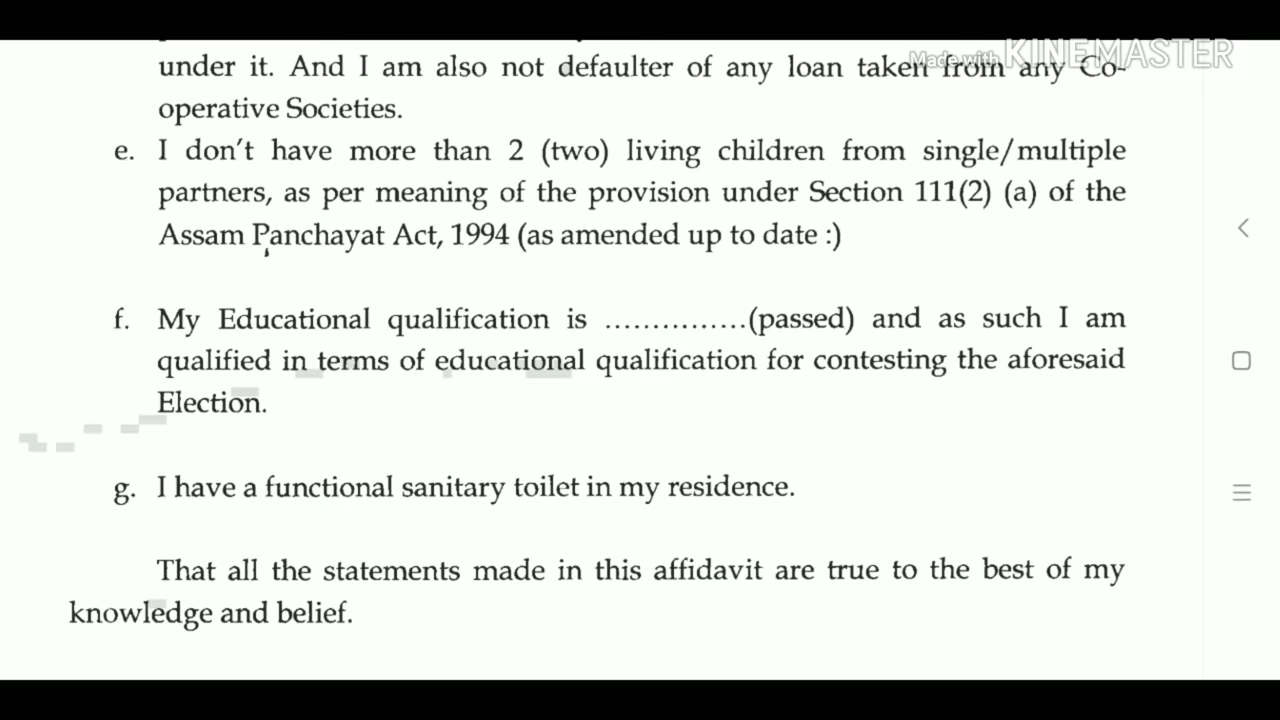 Made with KINEMASTER
under it. And I am also not defaulter of any loan taken from any Co-
operative Societies.
e. I don't have more than 2 (two) living children from single/multiple
partners, as per meaning of the provision under Section 111(2) (a) of the
Assam Panchayat Act, 1994 (as amended up to date :)
f. My Educational qualification is ...............(passed) and as such I am
qualified in terms of educational qualification for contesting the aforesaid
Election.
g. I have a functional sanitary toilet in my residence.
That all the statements made in this affidavit are true to the best of my
knowledge and belief.